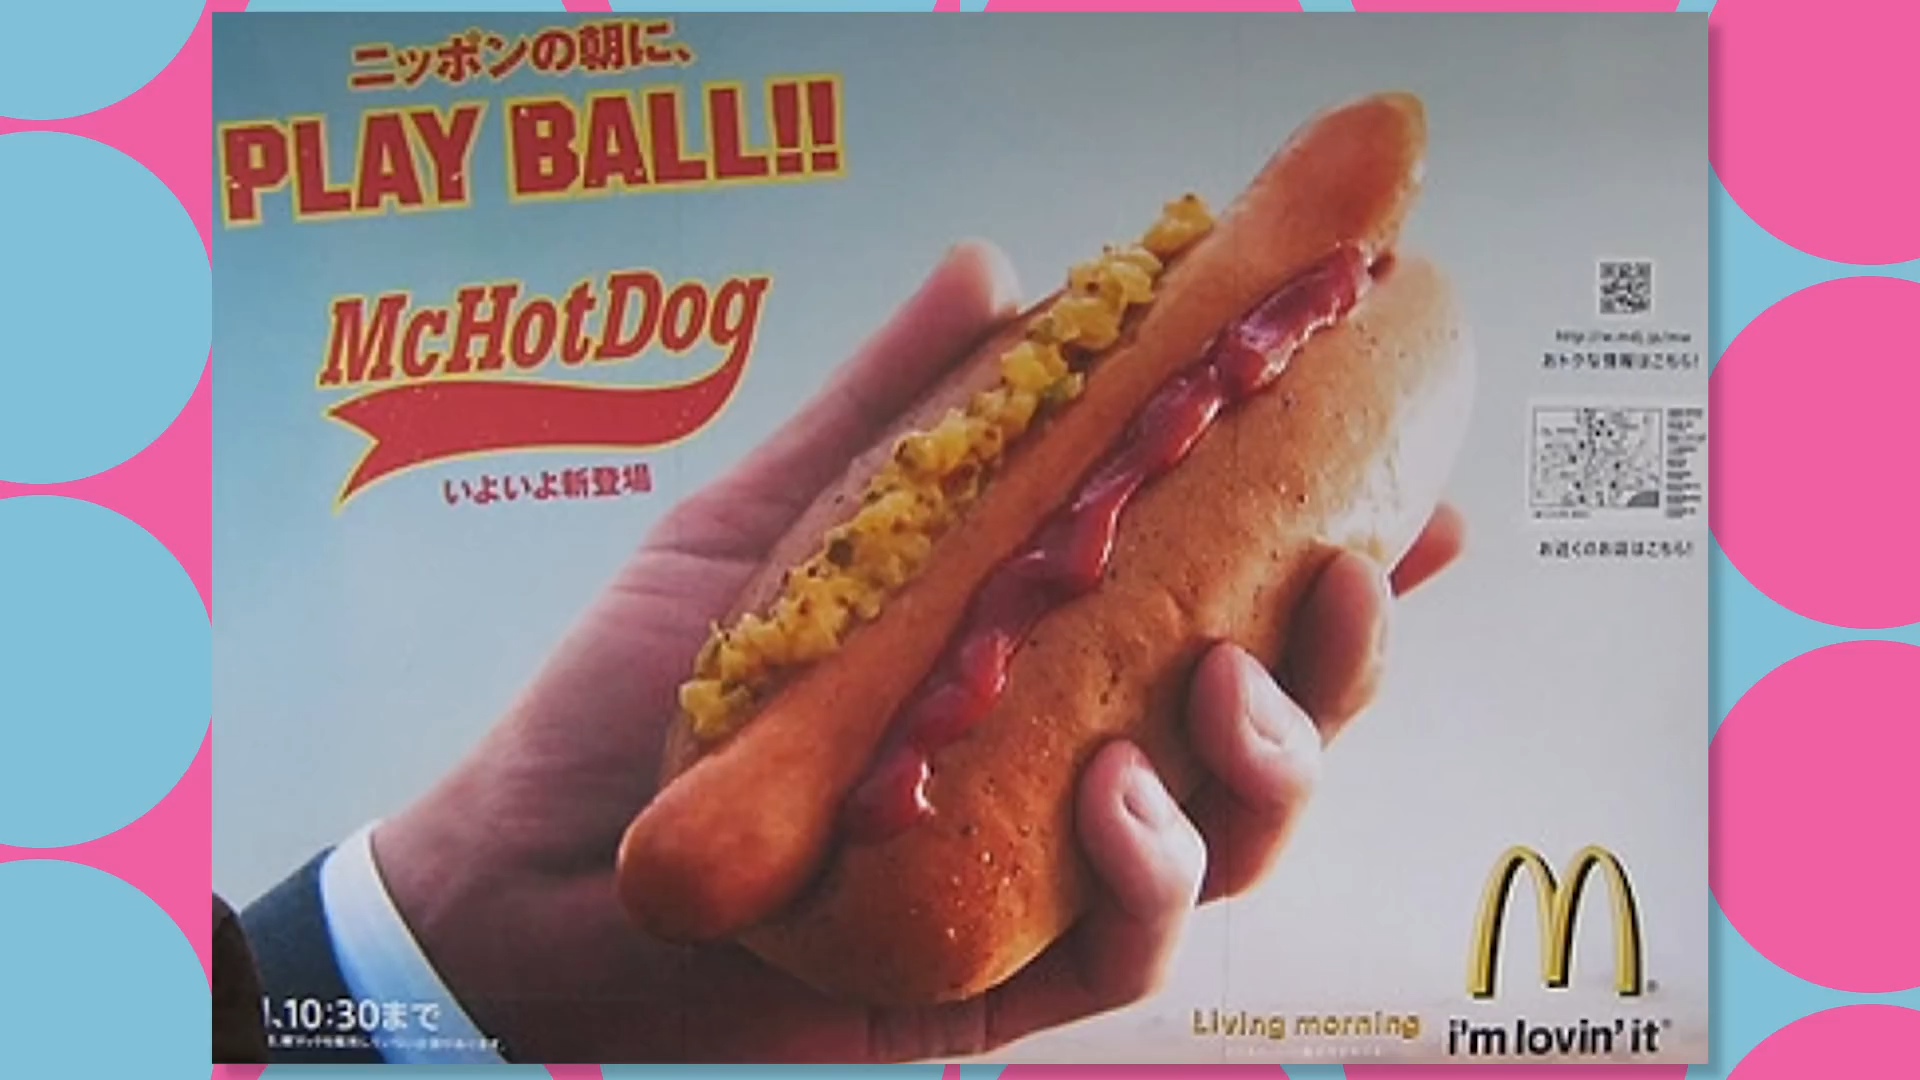 ニッポンの朝に、
PLAY BALL!!
McHotDog
いよいよ新登場
おトクな情報はこちら!
お近くのお店はこちら!
10:30まで
Living morning
i'm lovin' it